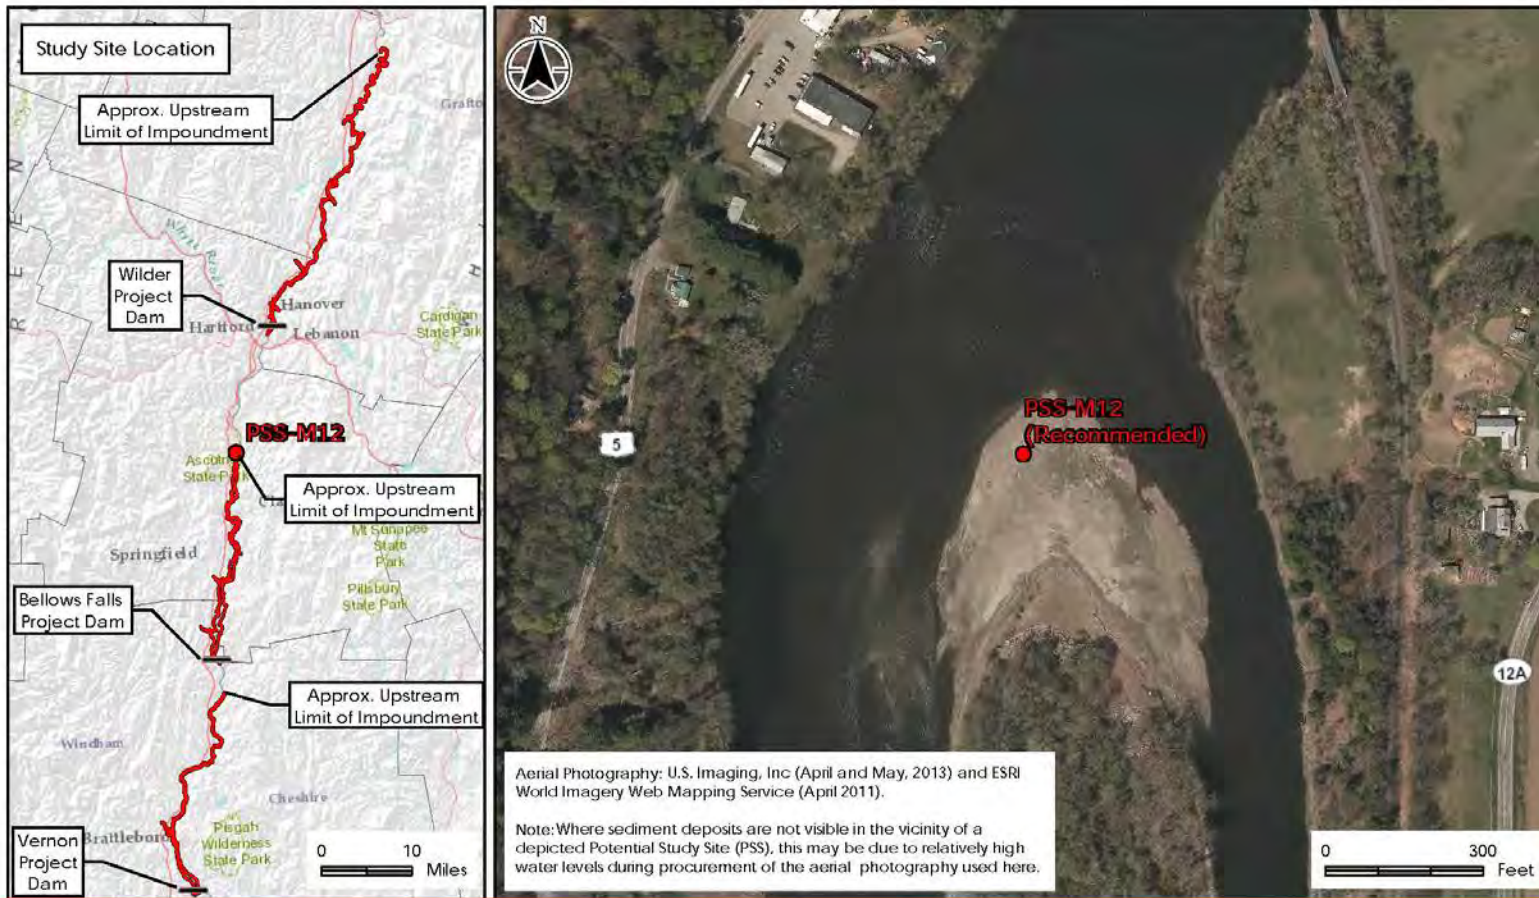 Study Site Location
Approx. Upstream
Limit of Impoundment
Wilder
Project
Dam
White River
Hanover
Hartford
Lebanon
Cardigan
State Park
PSS-M12
State Park
Approx. Upstream
Limit of Impoundment
Springfield
Mt Sunapee
State
Park
Pillsbury
State Park
Bellows Falls
Project Dam
Approx. Upstream
Limit of Impoundment
Windham
Cheshire
Brattleboro
Pisgah
Wilderness
State Park
Vernon
Project
Dam
0 10
Miles
N
5
PSS-M12
(Recommended)
12A
Aerial Photography: U.S. Imaging, Inc (April and May, 2013) and ESRI
World Imagery Web Mapping Service (April 2011).
Note: Where sediment deposits are not visible in the vicinity of a
depicted Potential Study Site (PSS), this may be due to relatively high
water levels during procurement of the aerial photography used here.
0 300
Feet